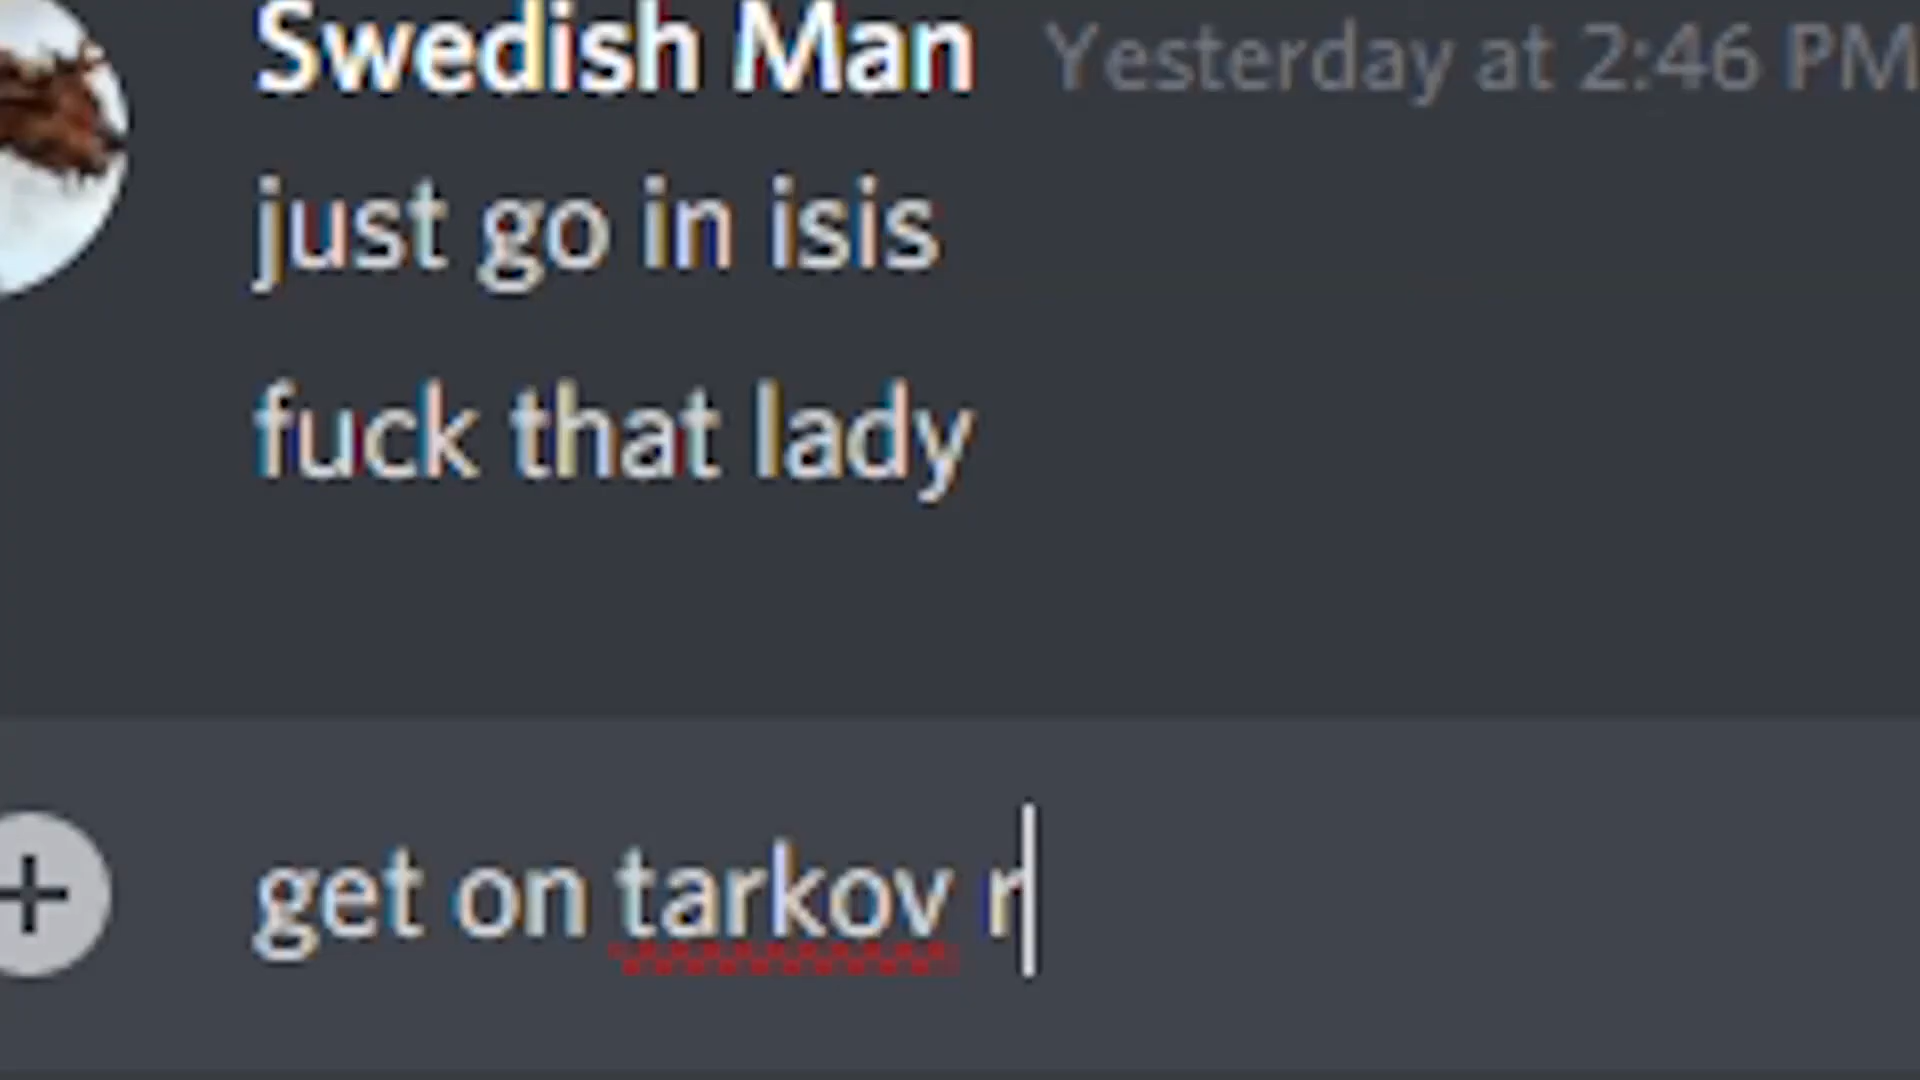 Swedish Man Yesterday at 2:46 PM
just go in isis
fuck that lady
get on tarkov r